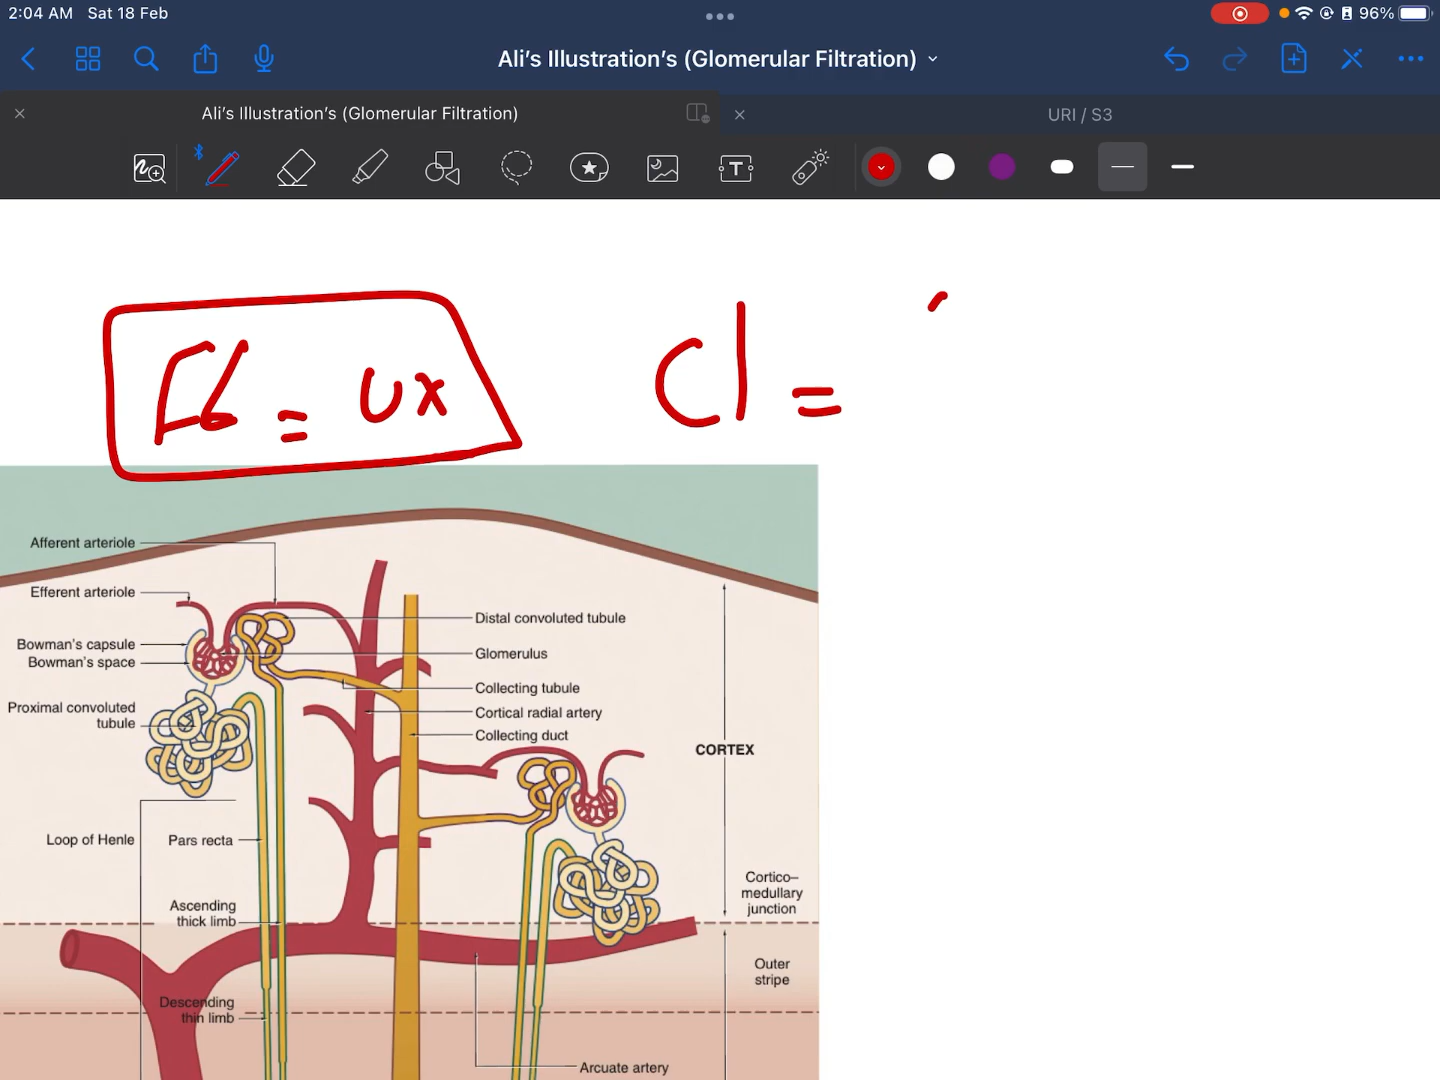 2:04 AM Sat 18 Feb
96%
Ali's Illustration's (Glomerular Filtration)
Ali's Illustration's (Glomerular Filtration)
URI / S3
= Ux
Cl =
Afferent arteriole
Efferent arteriole
Bowman's capsule
Bowman's space
Proximal convoluted
tubule
Loop of Henle
Pars recta
Ascending
thick limb
Descending
thin limb
Distal convoluted tubule
Glomerulus
Collecting tubule
Cortical radial artery
Collecting duct
CORTEX
Cortico–
medullary
junction
Outer
stripe
Arcuate artery